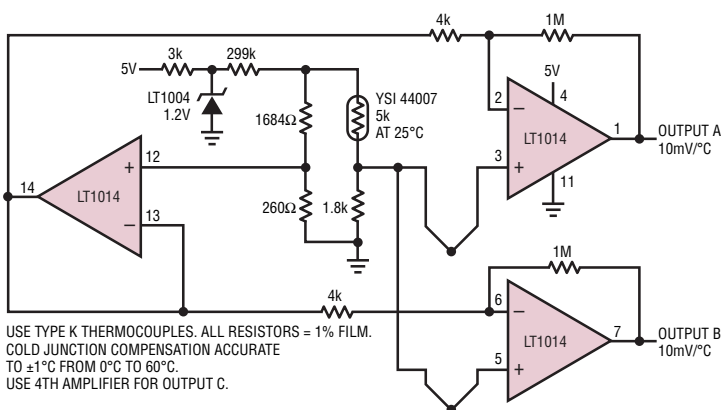 4k
1M
3k
299k
5V
5V
LT1004
1.2V
1684Ω
YSI 44007
5k
AT 25°C
2
4
–
LT1014
1
OUTPUT A
10mV/°C
3
+
11
12
+
14
LT1014
–
13
260Ω
1.8k
1M
4k
6
–
LT1014
7
OUTPUT B
10mV/°C
5
+
USE TYPE K THERMOCOUPLES. ALL RESISTORS = 1% FILM.
COLD JUNCTION COMPENSATION ACCURATE
TO ±1°C FROM 0°C TO 60°C.
USE 4TH AMPLIFIER FOR OUTPUT C.